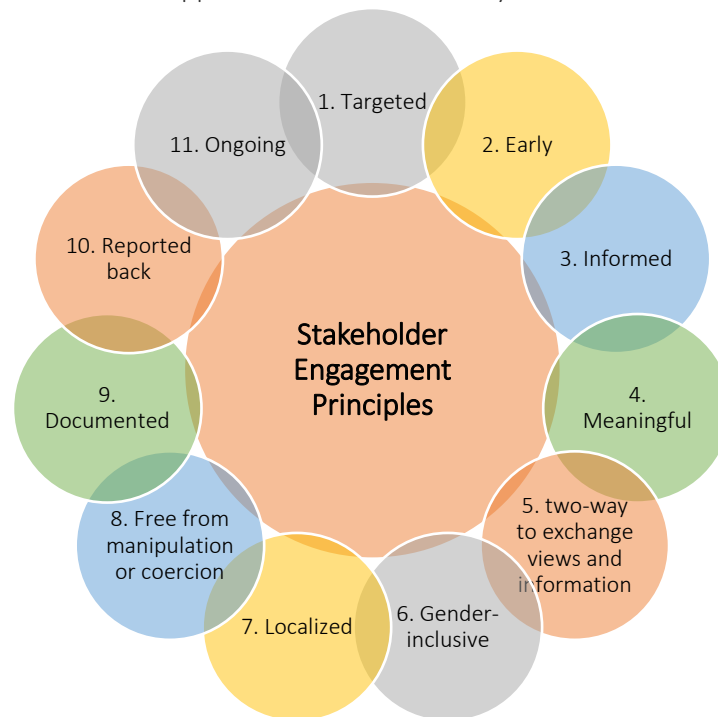 1. Targeted
2. Early
3. Informed
4.
Meaningful
5. two-way
to exchange
views and
information
6. Gender-
inclusive
7. Localized
8. Free from
manipulation
or coercion
9.
Documented
10. Reported
back
11. Ongoing
Stakeholder
Engagement
Principles